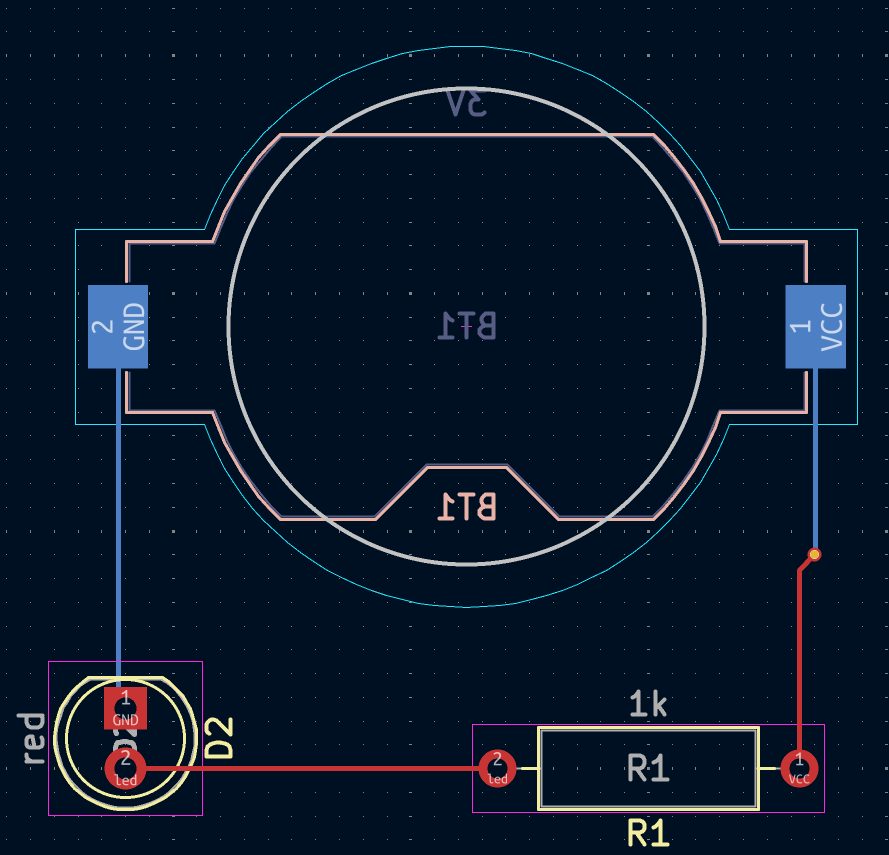 3V
2
GND
BT1
1
VCC
BT1
1
GND
red
D2
D2
2
led
1k
2
led
R1
1
VCC
R1